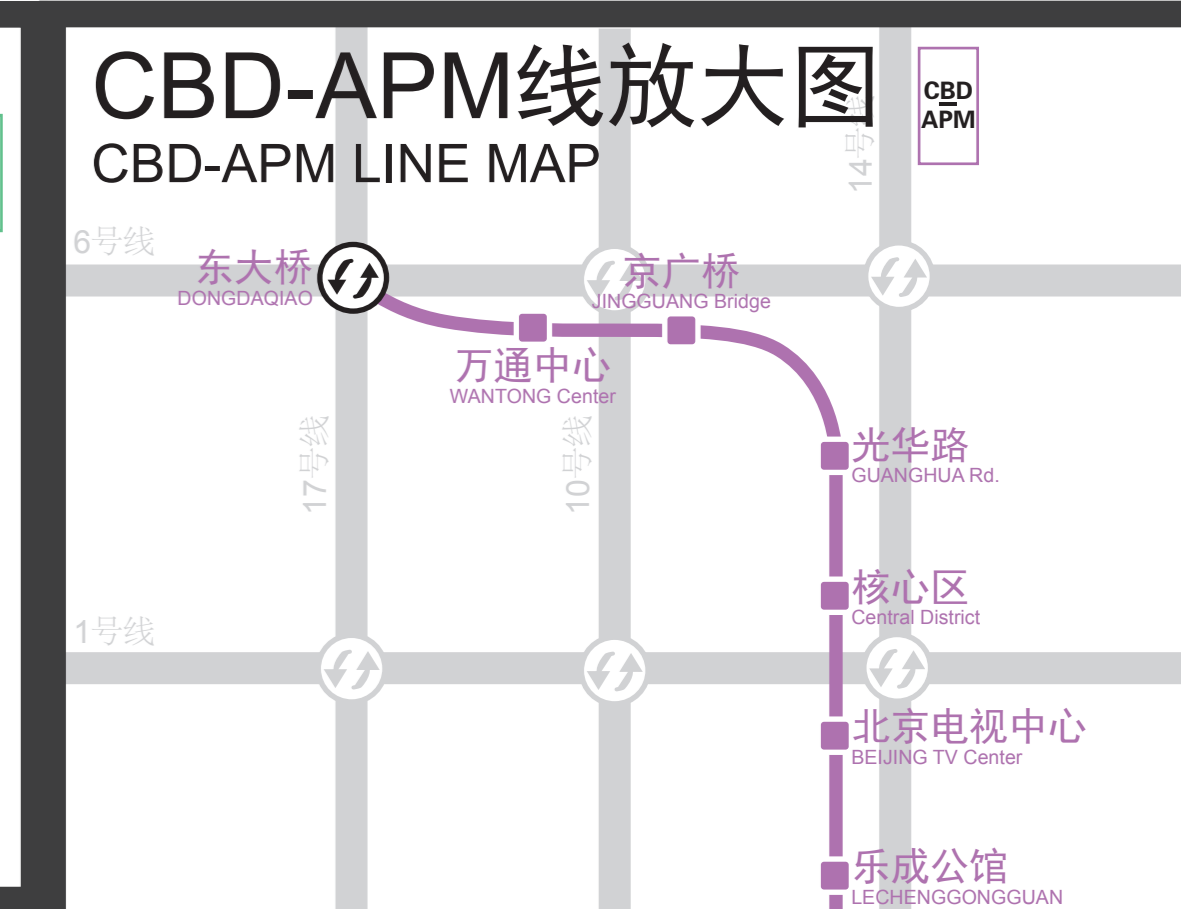 CBD-APM线放大图
CBD-APM LINE MAP
CBD
APM
14号线
6号线
东大桥
DONGDAQIAO
京广桥
JINGGUANG Bridge
万通中心
WANTONG Center
17号线
10号线
光华路
GUANGHUA Rd.
核心区
Central District
1号线
北京电视中心
BEIJING TV Center
乐成公馆
LECHENGGONGGUAN